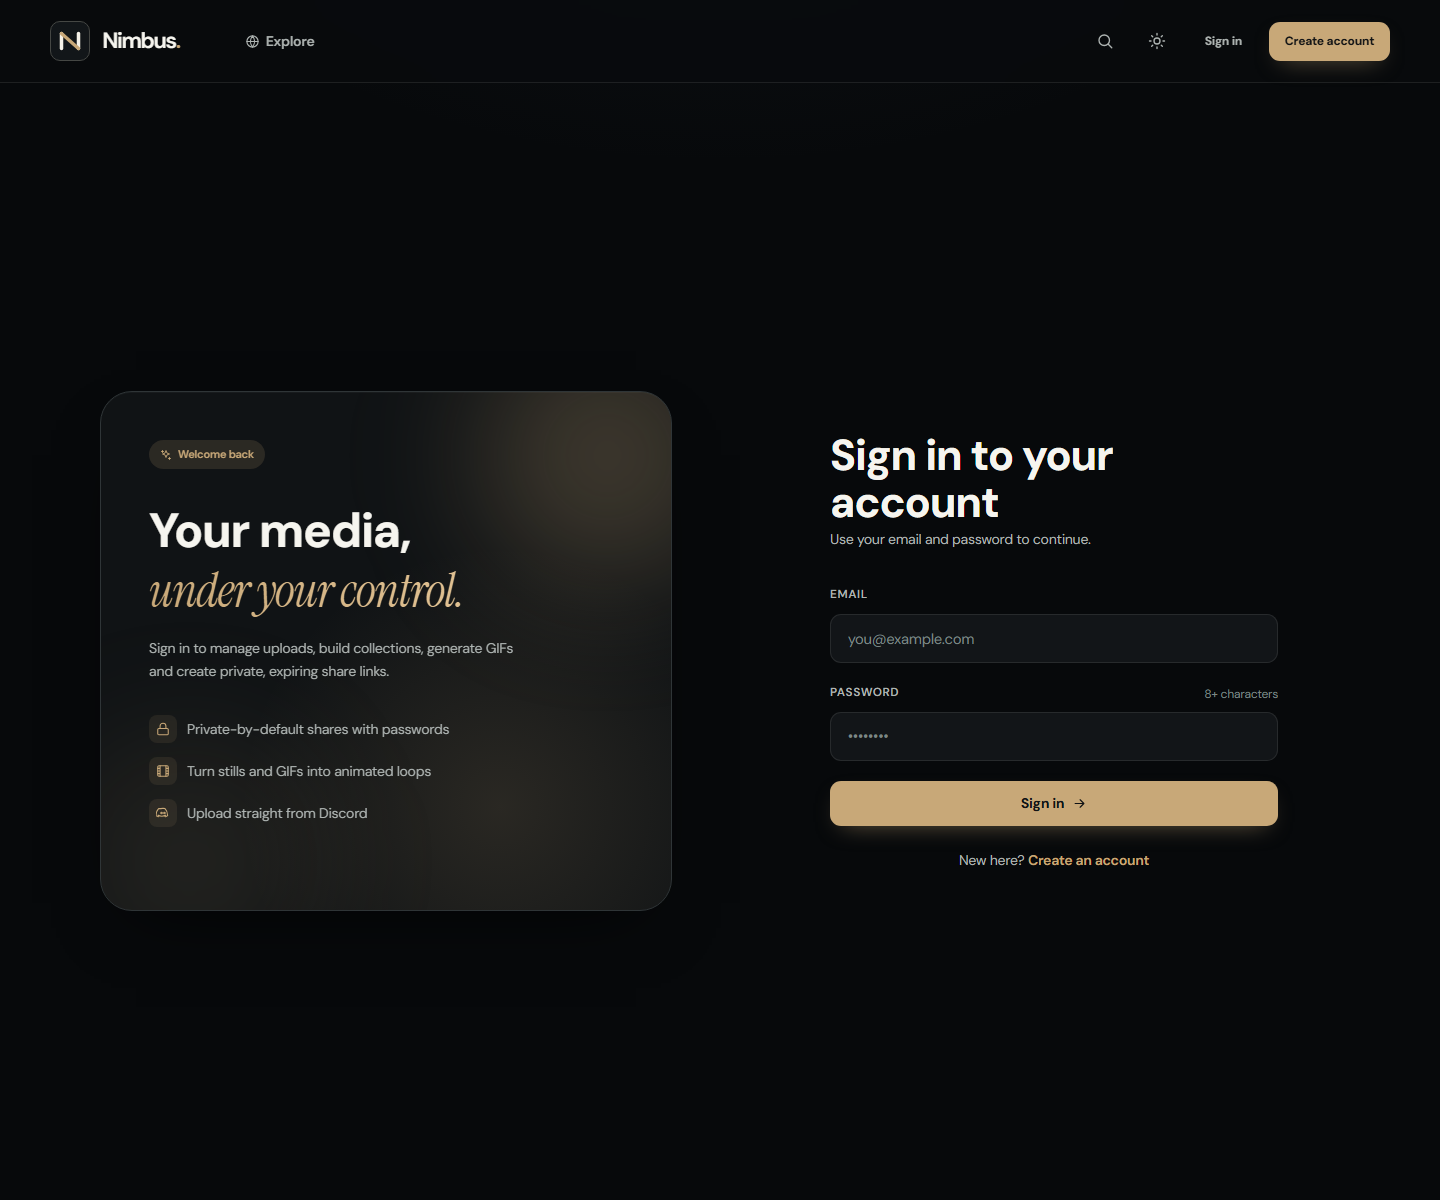 Nimbus.
Explore
Sign in
Create account
Welcome back
Your media,
under your control.
Sign in to manage uploads, build collections, generate GIFs
and create private, expiring share links.
Private-by-default shares with passwords
Turn stills and GIFs into animated loops
Upload straight from Discord
Sign in to your
account
Use your email and password to continue.
EMAIL
you@example.com
PASSWORD
8+ characters
••••••••
Sign in →
New here? Create an account